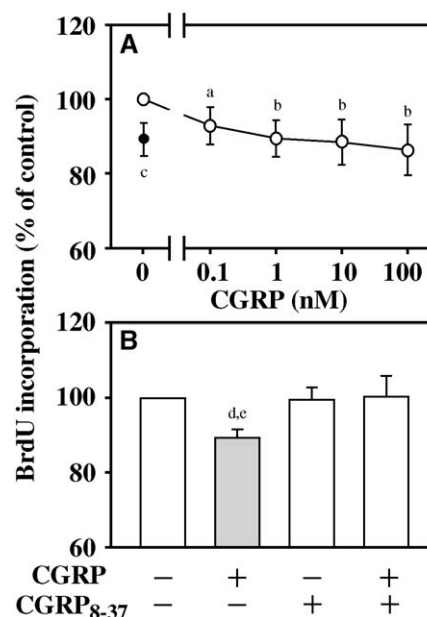 BrdU incorporation (% of control)
120
A
100
a
b
b
b
c
80
60
0
0.1
1
10
100
CGRP (nM)
120
B
100
d,e
80
60
CGRP − + − +
CGRP8-37 − − + +